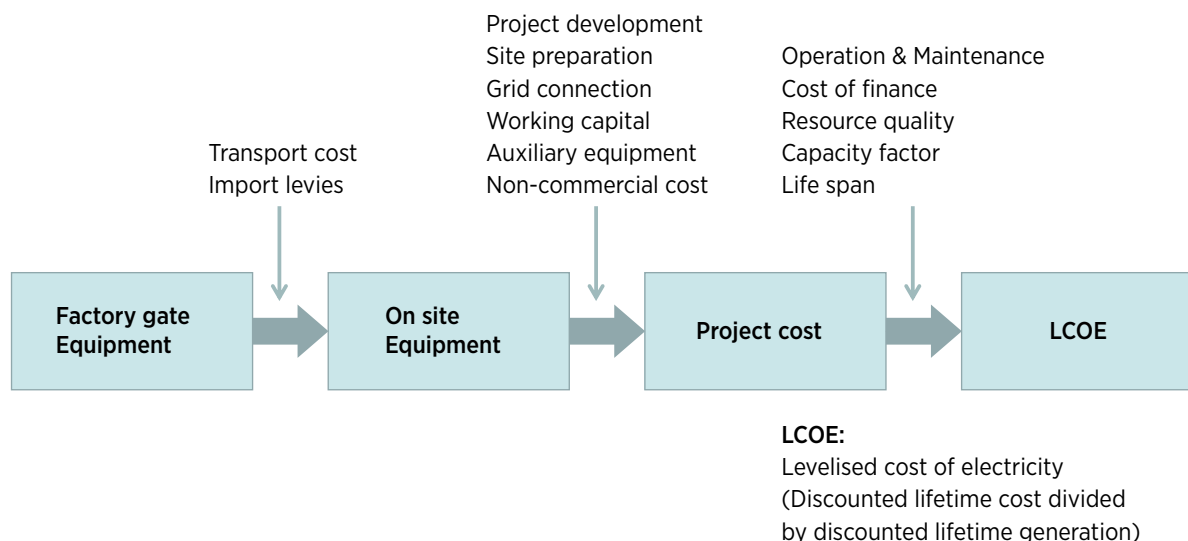 Project development
Site preparation
Grid connection
Working capital
Auxiliary equipment
Non-commercial cost
Operation & Maintenance
Cost of finance
Resource quality
Capacity factor
Life span
Transport cost
Import levies
Factory gate
Equipment
On site
Equipment
Project cost
LCOE
LCOE:
Levelised cost of electricity
(Discounted lifetime cost divided
by discounted lifetime generation)